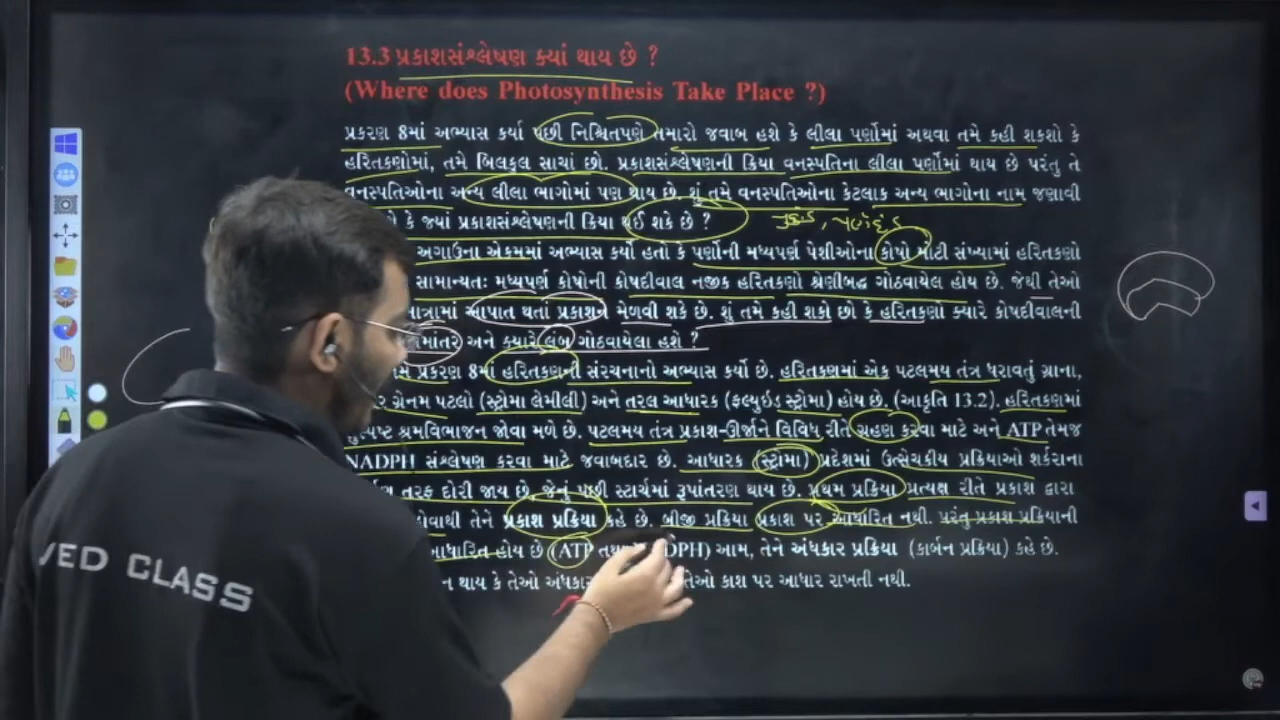 13.3 પ્રકાશસંશ્લેષણ ક્યાં થાય છે ?
(Where does Photosynthesis Take Place ?)
પ્રકરણ 8માં અભ્યાસ કર્યા પછી નિશ્ચિતપણે તમારો જવાબ હશે કે લીલા પર્ણોમાં અથવા તમે કહી શકશો કે
હરિતકણોમાં, તમે બિલકુલ સાચાં છો. પ્રકાશસંશ્લેષણની ક્રિયા વનસ્પતિના લીલા પર્ણોમાં થાય છે પરંતુ તે
વનસ્પતિઓના અન્ય લીલા ભાગોમાં પણ થાય છે. શું તમે વનસ્પતિઓના કેટલાક અન્ય ભાગોના નામ જણાવી
કે જ્યાં પ્રકાશસંશ્લેષણની ક્રિયા થઈ શકે છે ?
અગાઉના એકમમાં અભ્યાસ કર્યો હતો કે પર્ણોની મધ્યપર્ણ પેશીઓના કોષો મોટી સંખ્યામાં હરિતકણો
સામાન્યતઃ મધ્યપર્ણ કોષોની કોષદીવાલ નજીક હરિતકણો શ્રેણીબદ્ધ ગોઠવાયેલ હોય છે. જેથી તેઓ
આપાત થતાં પ્રકાશને મેળવી શકે છે. શું તમે કહી શકો છો કે હરિતકણો ક્યારે કોષદીવાલની
અને ક્યારે લંબ ગોઠવાયેલા હશે ?
પ્રકરણ 8માં હરિતકણની સંરચનાનો અભ્યાસ કર્યો છે. હરિતકણમાં એક પટલમય તંત્ર ધરાવતું ગ્રાના,
ગ્રેનમ પટલો (સ્ટ્રોમા લેમીલી) અને તરલ આધારક (ફ્લ્યુઇડ સ્ટ્રોમા) હોય છે. (આકૃતિ 13.2). હરિતકણમાં
શ્રમવિભાજન જોવા મળે છે. પટલમય તંત્ર પ્રકાશ-ઊર્જાને વિવિધ રીતે ગ્રહણ કરવા માટે અને ATP તેમજ
NADPH સંશ્લેષણ કરવા માટે જવાબદાર છે. આધારક (સ્ટ્રોમા) પ્રદેશમાં ઉત્સેચકીય પ્રક્રિયાઓ શર્કરાના
તરફ દોરી જાય છે. જેનું પછી સ્ટાર્ચમાં રૂપાંતરણ થાય છે. પ્રથમ પ્રક્રિયા પ્રત્યક્ષ રીતે પ્રકાશ દ્વારા
હોવાથી તેને પ્રકાશ પ્રક્રિયા કહે છે. બીજી પ્રક્રિયા પ્રકાશ પર આધારિત નથી. પરંતુ પ્રકાશ પ્રક્રિયાની
આધારિત હોય છે (ATP આમ, તેને અંધકાર પ્રક્રિયા (કાર્બન પ્રક્રિયા) કહે છે.
થાય કે તેઓ પર આધાર રાખતી નથી.
VED CLASS